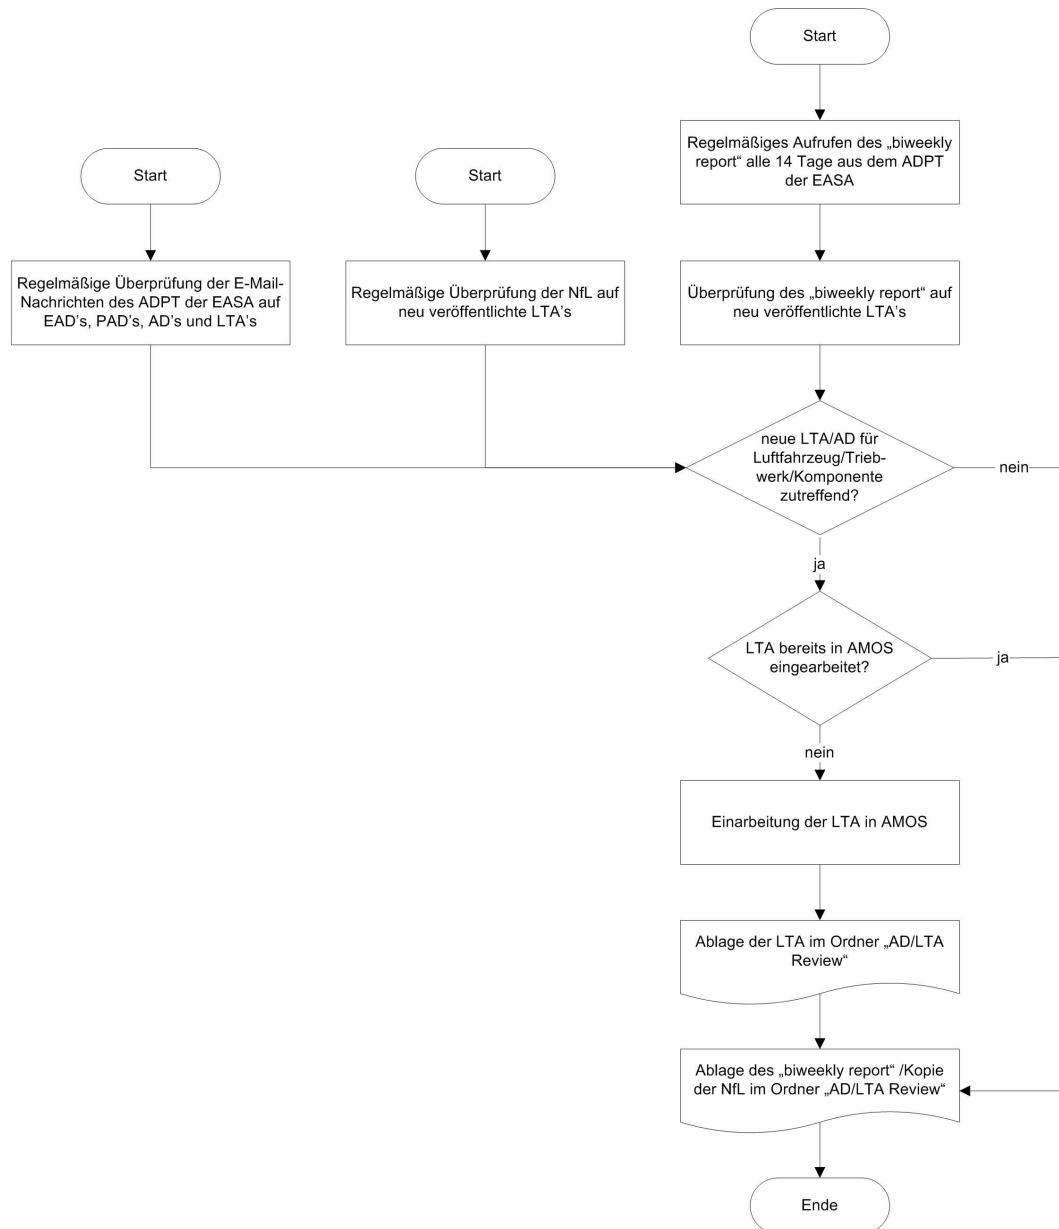 Start
Regelmäßiges Aufrufen des „biweekly
report“ alle 14 Tage aus dem ADPT
der EASA
Start
Start
Regelmäßige Überprüfung der E-Mail-
Nachrichten des ADPT der EASA auf
EAD’s, PAD’s, AD’s und LTA’s
Regelmäßige Überprüfung der NfL auf
neu veröffentlichte LTA’s
Überprüfung des „biweekly report“ auf
neu veröffentlichte LTA’s
neue LTA/AD für
Luftfahrzeug/Trieb-
werk/Komponente
zutreffend?
nein
ja
LTA bereits in AMOS
eingearbeitet?
ja
nein
Einarbeitung der LTA in AMOS
Ablage der LTA im Ordner „AD/LTA
Review“
Ablage des „biweekly report“ /Kopie
der NfL im Ordner „AD/LTA Review“
Ende